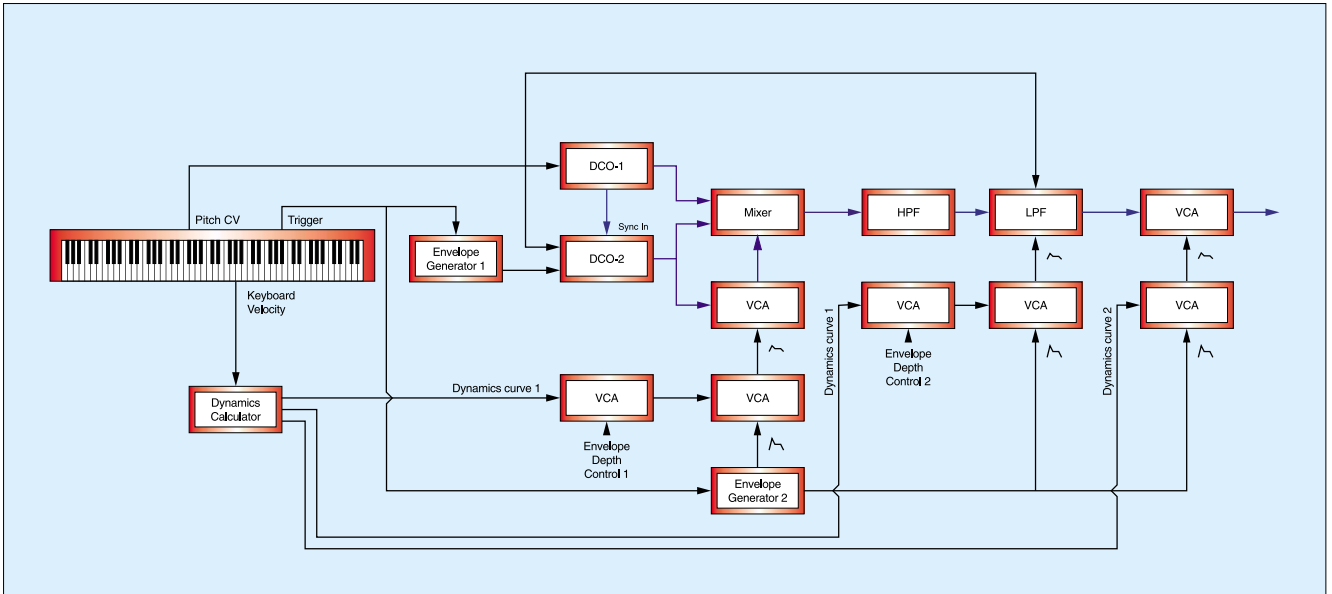 DCO-1
Pitch CV
Trigger
Sync In
Mixer
HPF
LPF
VCA
Envelope
Generator 1
DCO-2
Keyboard
Velocity
VCA
VCA
VCA
VCA
Dynamics curve 1
Dynamics curve 2
Envelope
Depth
Control 2
Dynamics
Calculator
Dynamics curve 1
VCA
VCA
Envelope
Depth
Control 1
Envelope
Generator 2